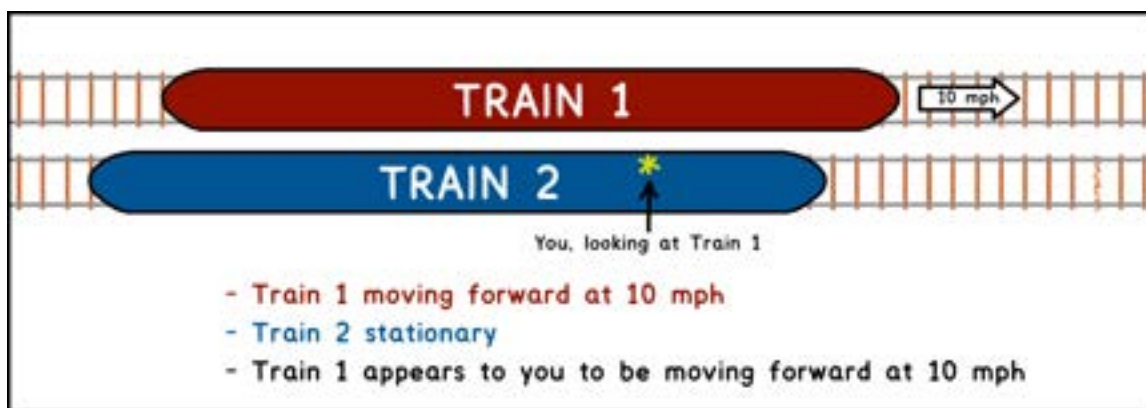 TRAIN 1
10 mph
TRAIN 2
You, looking at Train 1
- Train 1 moving forward at 10 mph
- Train 2 stationary
- Train 1 appears to you to be moving forward at 10 mph